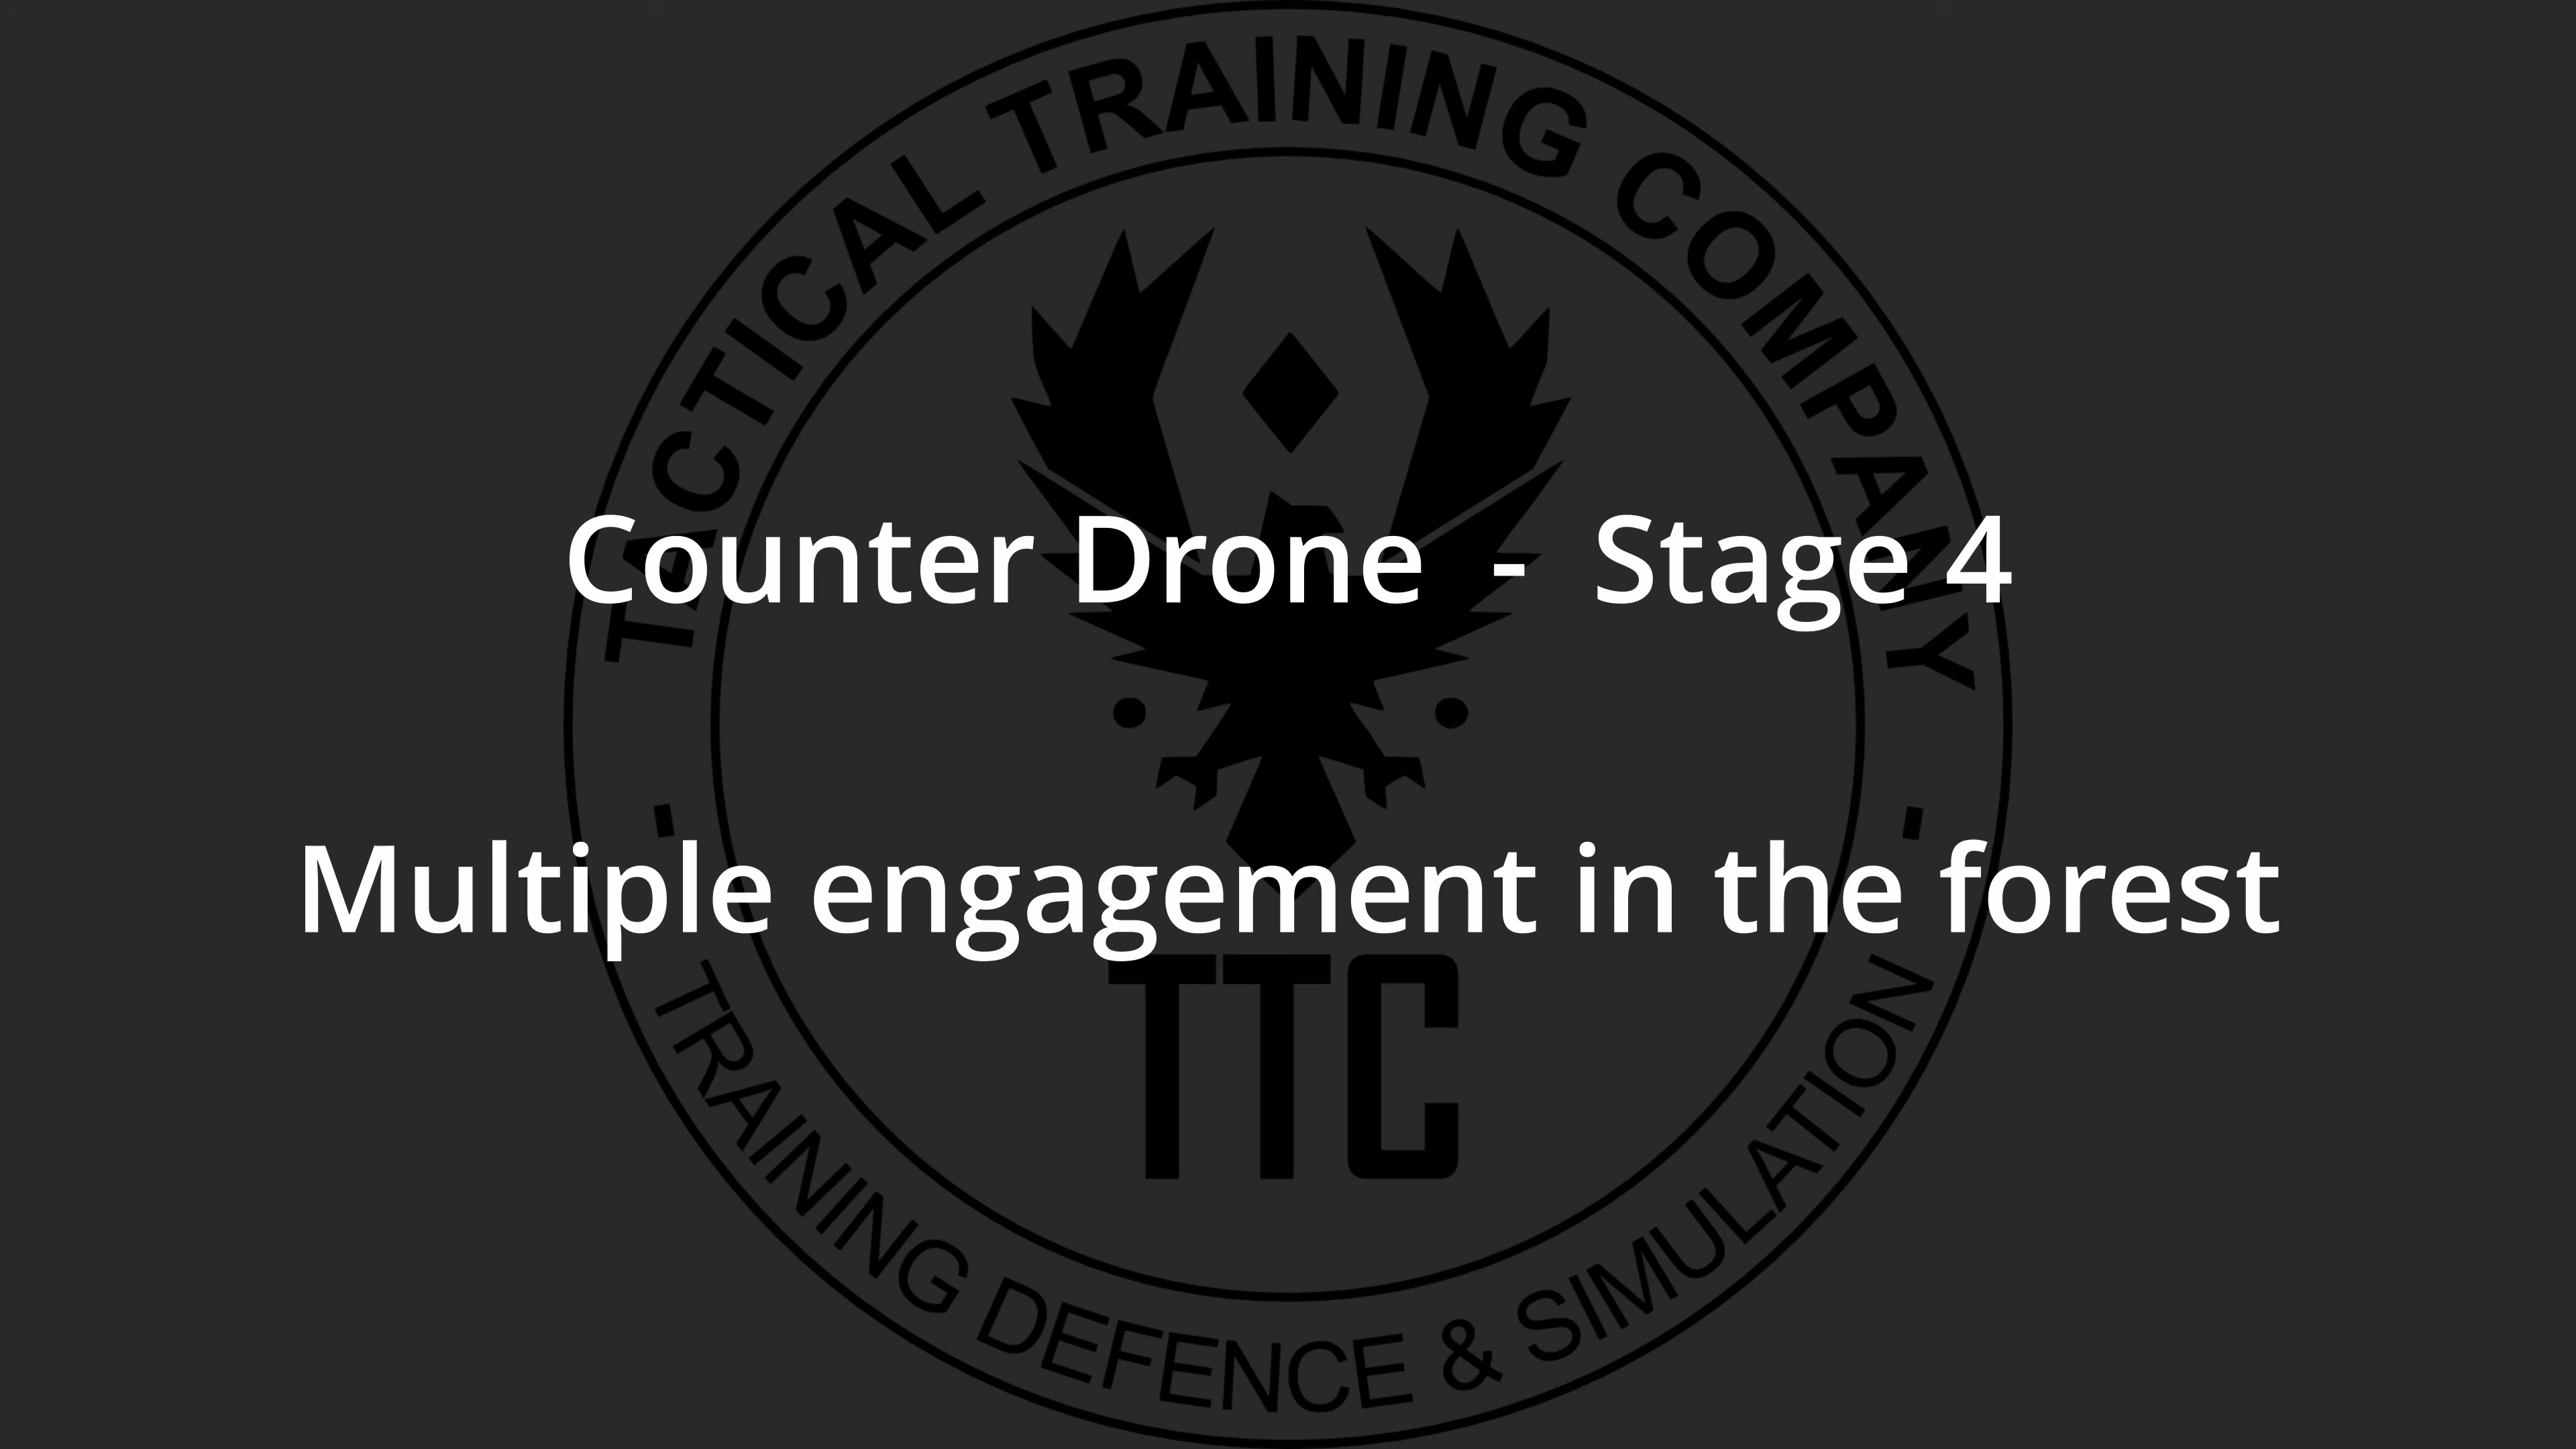 TACTICAL TRAINING COMPANY
Counter Drone - Stage 4
Multiple engagement in the forest
TTC
- TRAINING DEFENCE & SIMULATION -